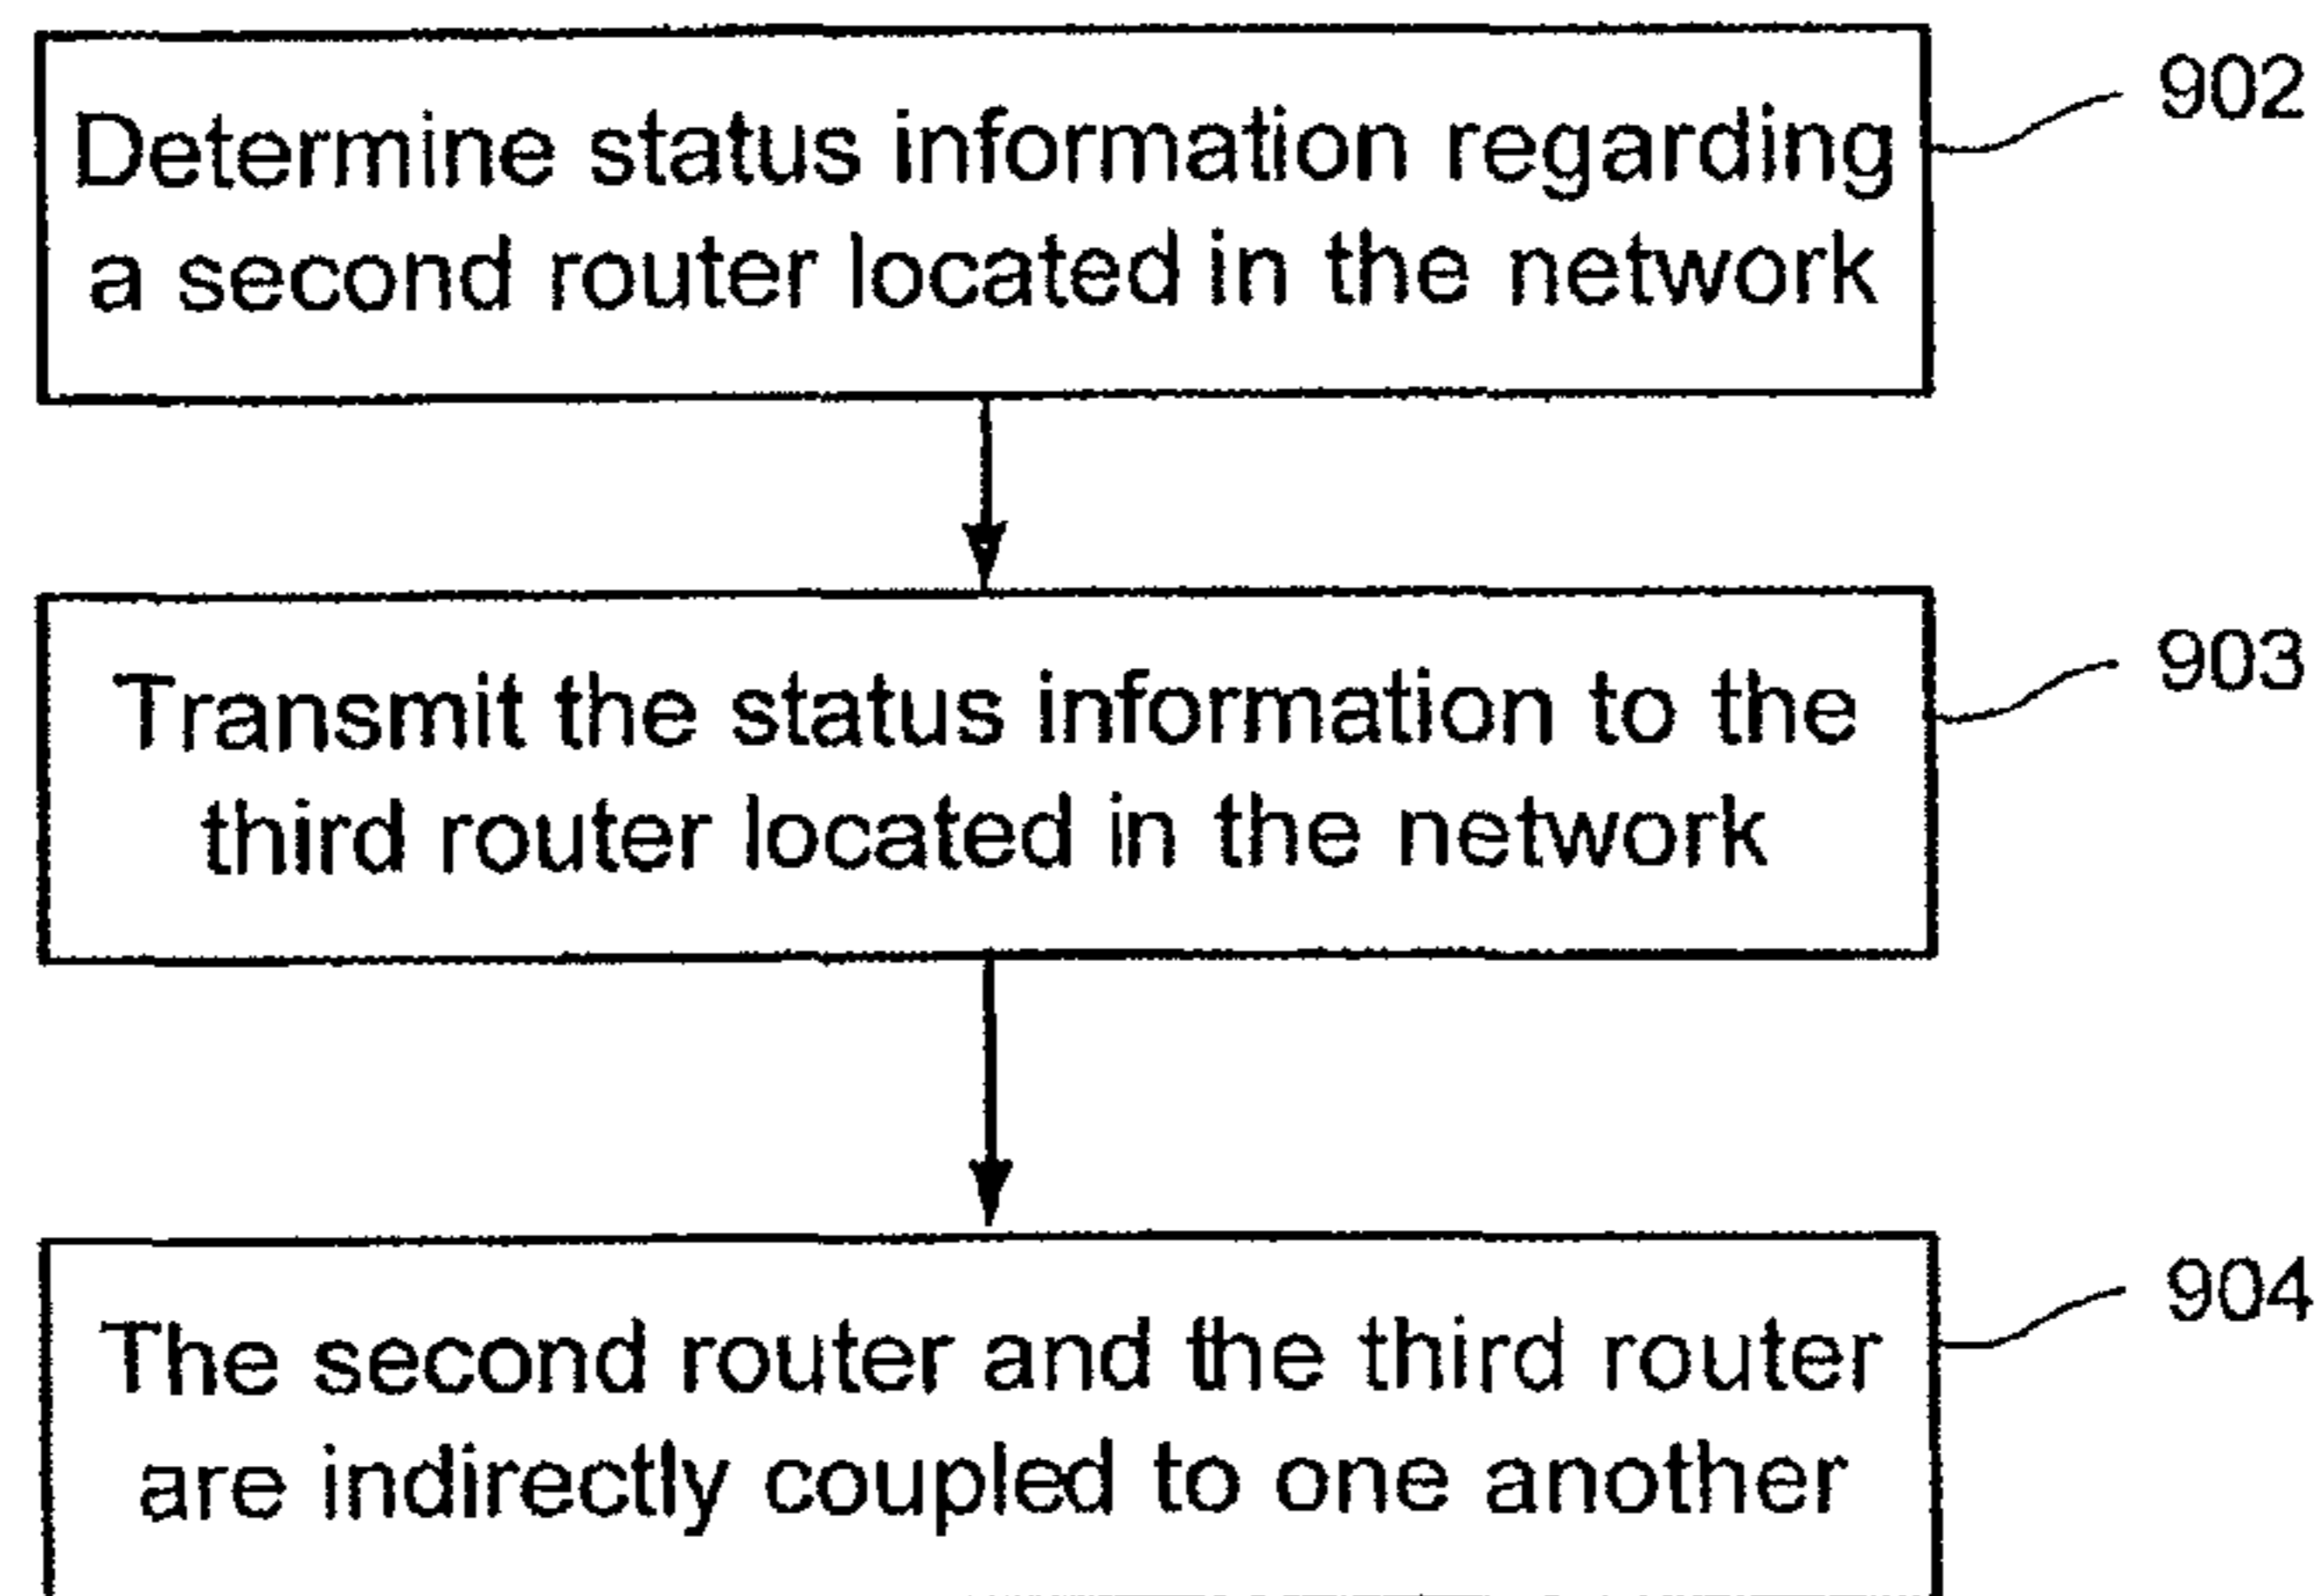 Determine status information regarding
a second router located in the network
902
Transmit the status information to the
third router located in the network
903
The second router and the third router
are indirectly coupled to one another
904